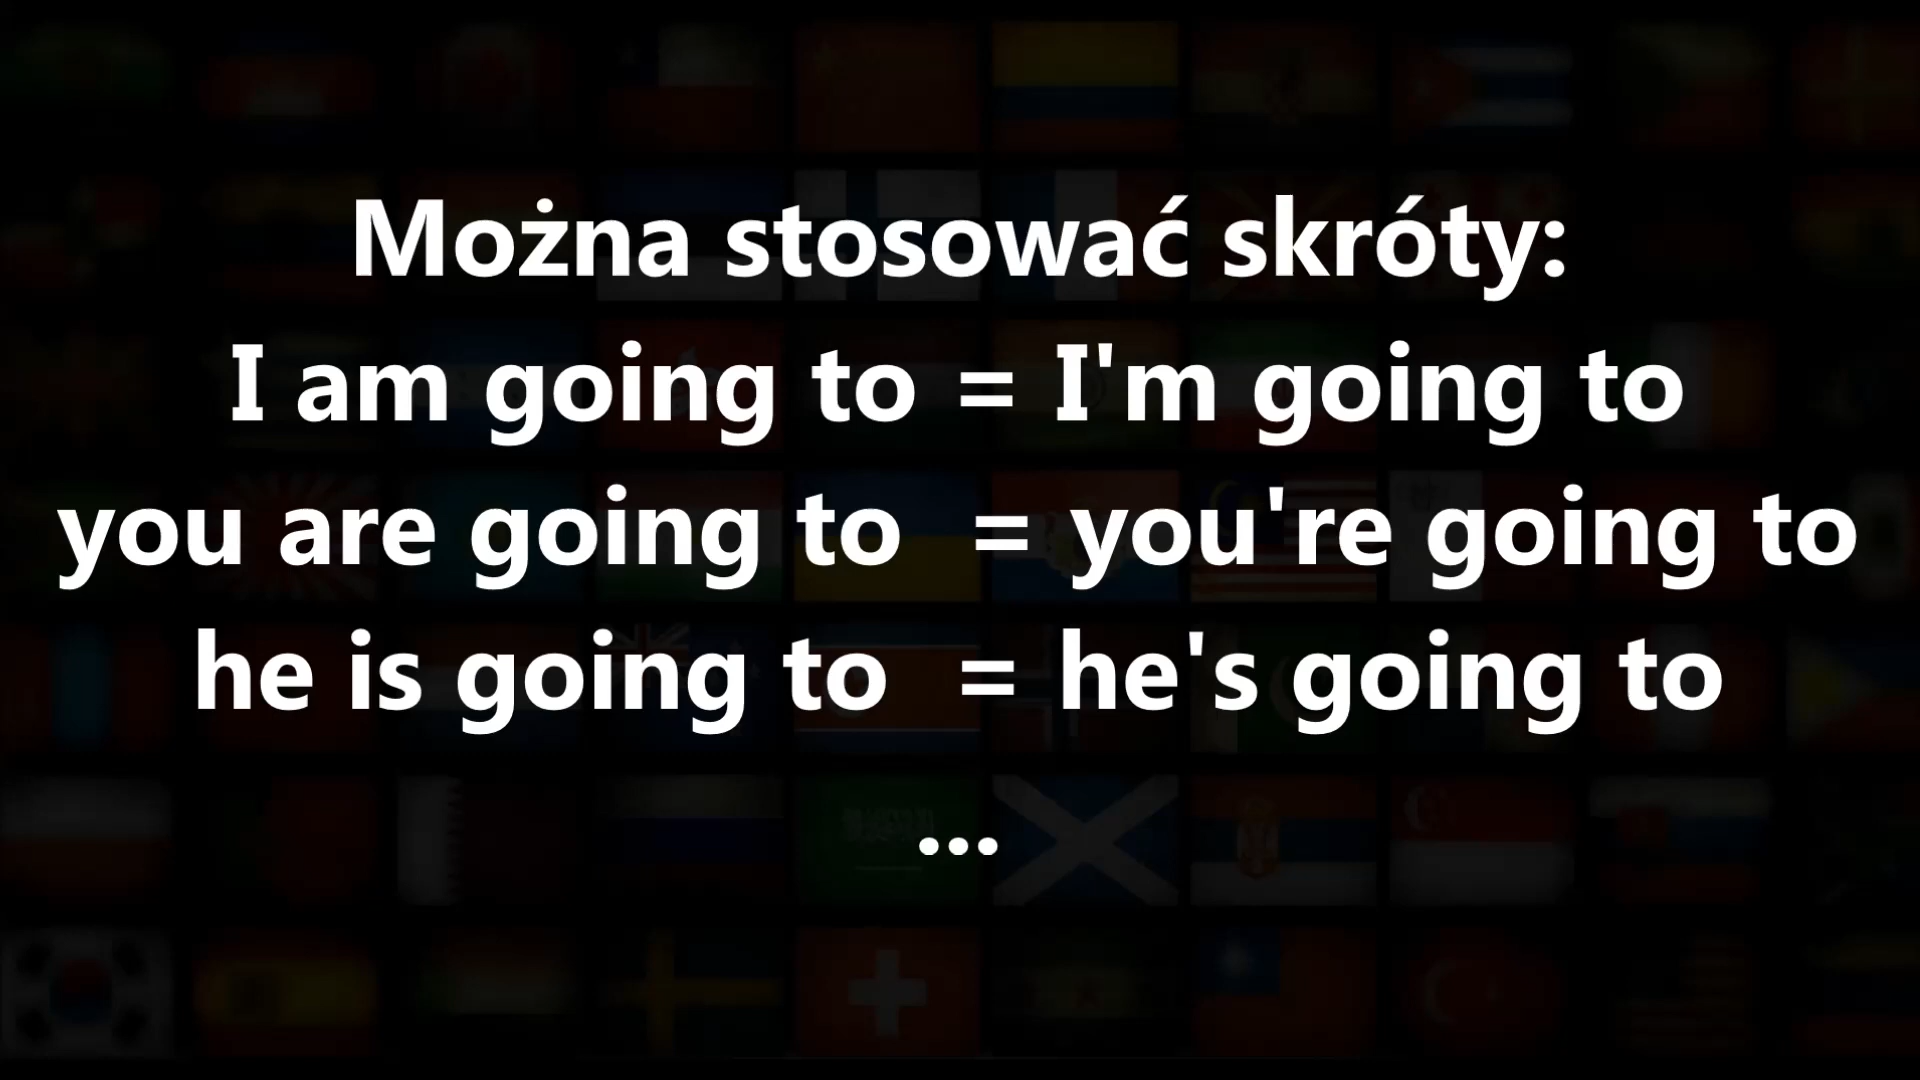 Można stosować skróty:
I am going to = I'm going to
you are going to = you're going to
he is going to = he's going to
...